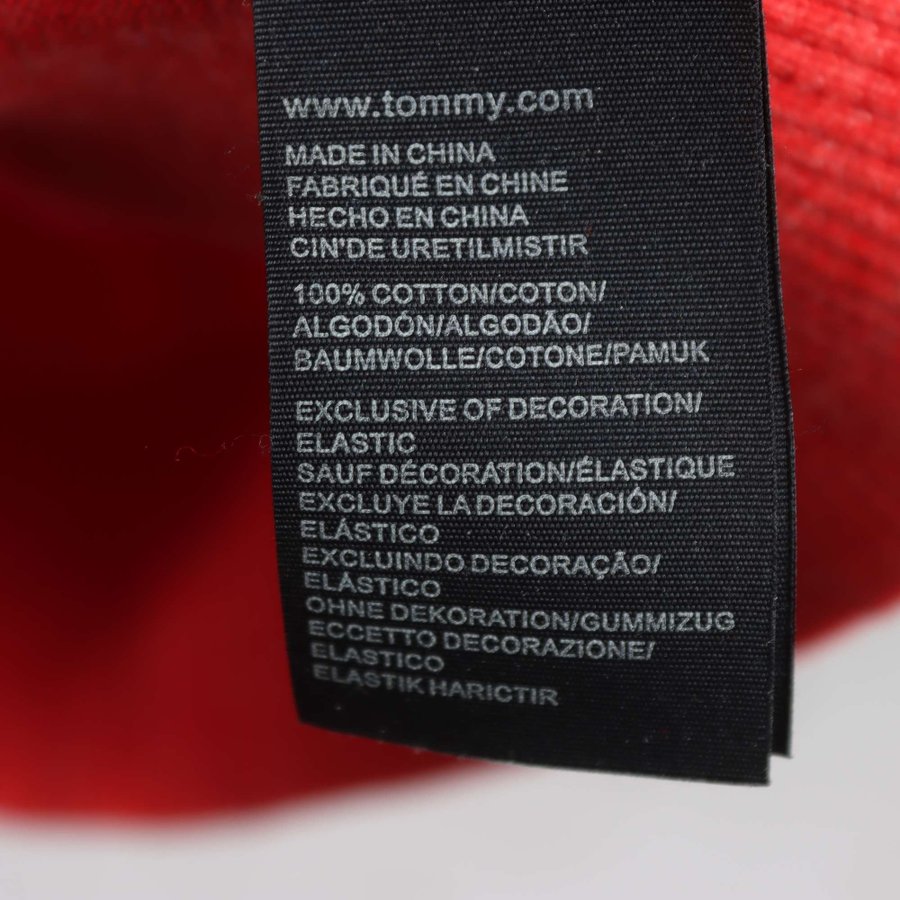 www.tommy.com
MADE IN CHINA
FABRIQUÉ EN CHINE
HECHO EN CHINA
CIN'DE URETILMISTIR
100% COTTON/COTON/
ALGODÓN/ALGODÃO/
BAUMWOLLE/COTONE/PAMUK
EXCLUSIVE OF DECORATION/
ELASTIC
SAUF DÉCORATION/ÉLASTIQUE
EXCLUYE LA DECORACIÓN/
ELÁSTICO
EXCLUINDO DECORAÇÃO/
ELÁSTICO
OHNE DEKORATION/GUMMIZUG
ECCETTO DECORAZIONE/
ELASTICO
ELASTIK HARICTIR